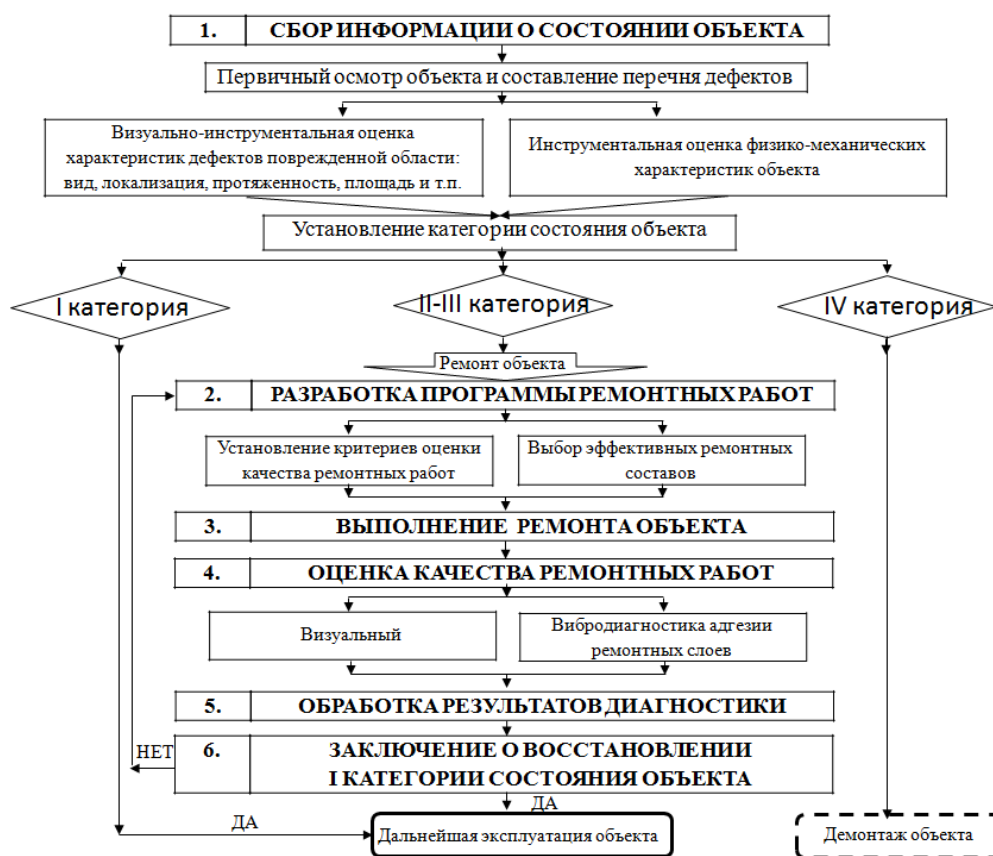 1. СБОР ИНФОРМАЦИИ О СОСТОЯНИИ ОБЪЕКТА
Первичный осмотр объекта и составление перечня дефектов
Визуально-инструментальная оценка
характеристик дефектов поврежденной области:
вид, локализация, протяженность, площадь и т.п.
Инструментальная оценка физико-механических
характеристик объекта
Установление категории состояния объекта
I категория
II-III категория
IV категория
Ремонт объекта
2. РАЗРАБОТКА ПРОГРАММЫ РЕМОНТНЫХ РАБОТ
Установление критериев оценки
качества ремонтных работ
Выбор эффективных ремонтных
составов
3. ВЫПОЛНЕНИЕ РЕМОНТА ОБЪЕКТА
4. ОЦЕНКА КАЧЕСТВА РЕМОНТНЫХ РАБОТ
Визуальный
Вибродиагностика адгезии
ремонтных слоев
5. ОБРАБОТКА РЕЗУЛЬТАТОВ ДИАГНОСТИКИ
НЕТ
6. ЗАКЛЮЧЕНИЕ О ВОССТАНОВЛЕНИИ
I КАТЕГОРИИ СОСТОЯНИЯ ОБЪЕКТА
ДА
ДА
Дальнейшая эксплуатация объекта
Демонтаж объекта